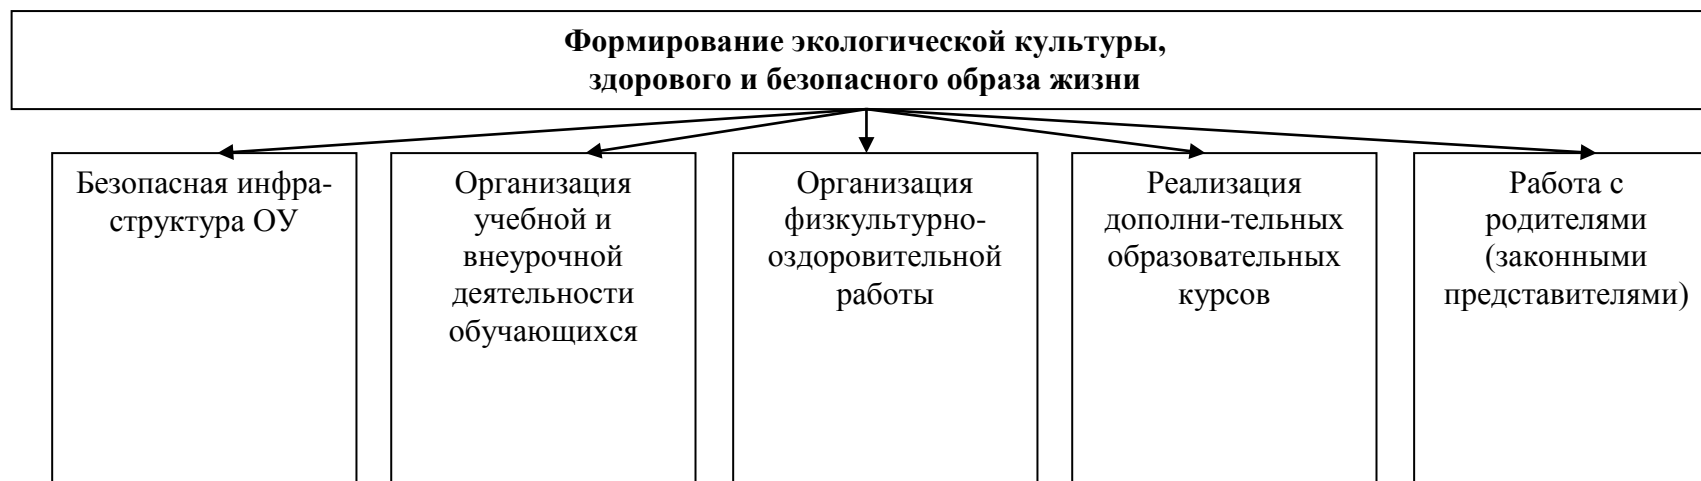 Формирование экологической культуры,
здорового и безопасного образа жизни
Безопасная инфра-
структура ОУ
Организация
учебной и
внеурочной
деятельности
обучающихся
Организация
физкультурно-
оздоровительной
работы
Реализация
дополни-тельных
образовательных
курсов
Работа с
родителями
(законными
представителями)